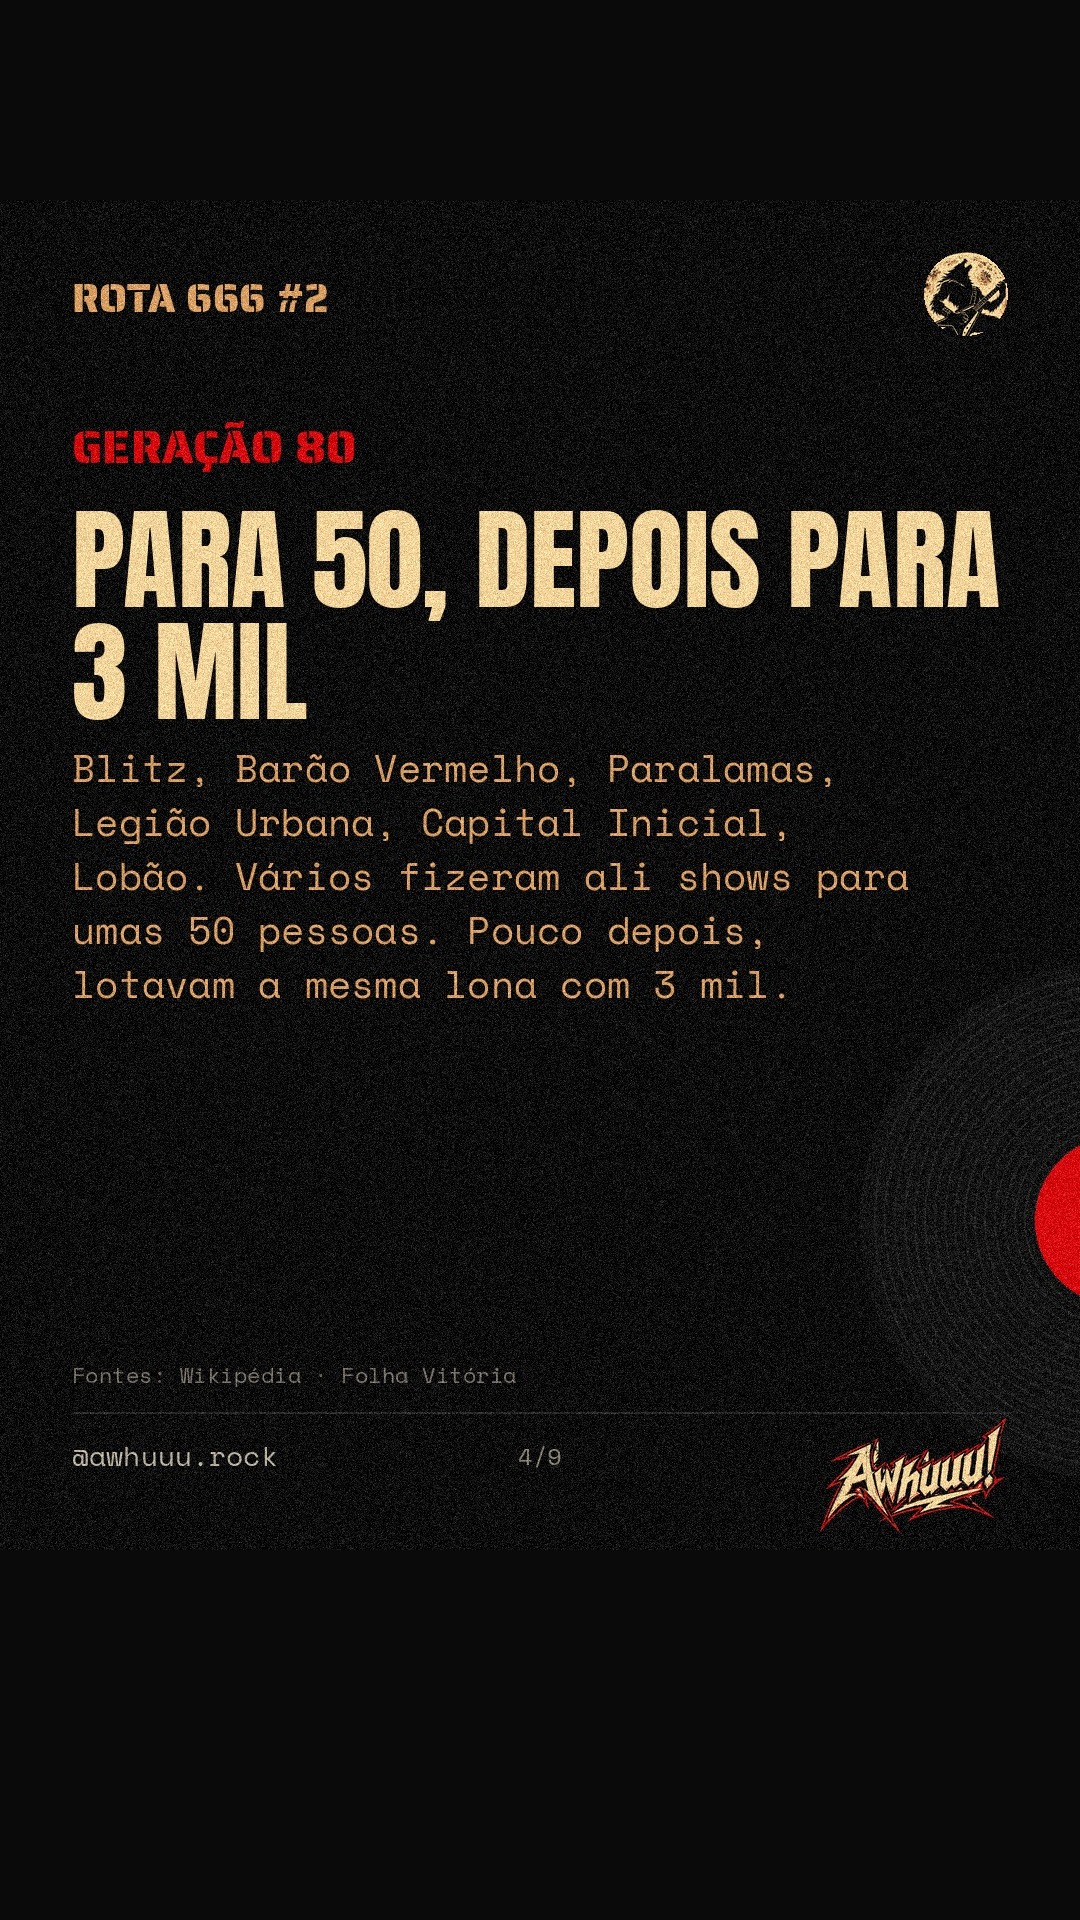 ROTA 666 #2
GERAÇÃO 80
PARA 50, DEPOIS PARA
3 MIL
Blitz, Barão Vermelho, Paralamas,
Legião Urbana, Capital Inicial,
Lobão. Vários fizeram ali shows para
umas 50 pessoas. Pouco depois,
lotavam a mesma lona com 3 mil.
Fontes: Wikipédia · Folha Vitória
@awhuuu.rock
4/9
Awhuuu!